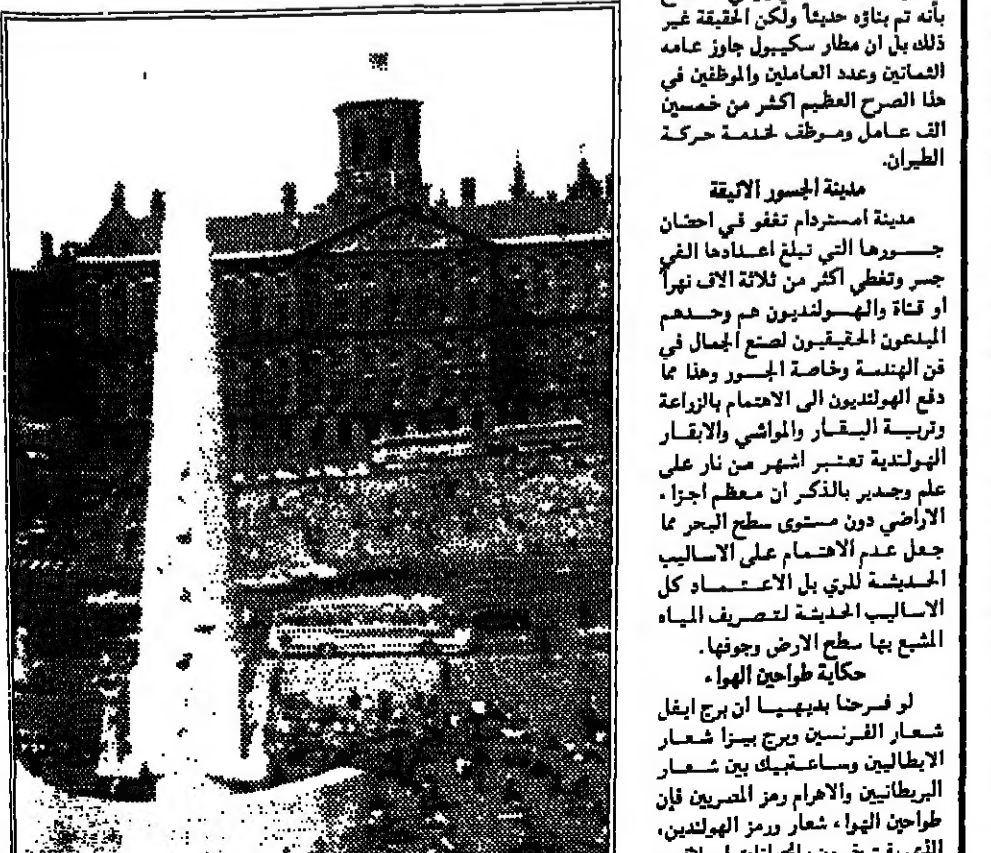 بأنه تم بناؤه حديثاً ولكن الحقيقة غير
ذلك بل ان مطار سكيبول جاوز عامه
الثمانين وعدد العاملين والموظفين في
هذا الصرح العظيم اكثر من خمسين
الف عامل وموظف لخدمة حركة
الطيران.
مدينة الجسور الانيقة
مدينة امستردام تغفو في احضان
جسورها التي تبلغ اعدادها الفي
جسر وتغطي اكثر من ثلاثة الاف نهراً
أو قناة والهولنديون هم وحدهم
المبدعون الحقيقيون لصنع الجمال في
فن الهندسة وخاصة الجسور وهذا مما
دفع الهولنديون الى الاهتمام بالزراعة
وتربية البقار والمواشي والابقار
الهولندية تعتبر اشهر من نار على
علم وجدير بالذكر ان معظم اجزاء
الاراضي دون مستوى سطح البحر مما
جعل عدم الاهتمام على الاساليب
الحديثة للري بل الاعتماد كل
الاساليب الحديثة لتصريف المياه
المشبع بها سطح الارض وجوفها.
حكاية طواحين الهواء
لو فرضنا بديهيا ان برج ايفل
شعار الفرنسين وبرج بيزا شعار
الايطاليين وساعة بيك بين شعار
البريطانيين والاهرام رمز المصريين فإن
طواحين الهواء شعار ورمز الهولندين،